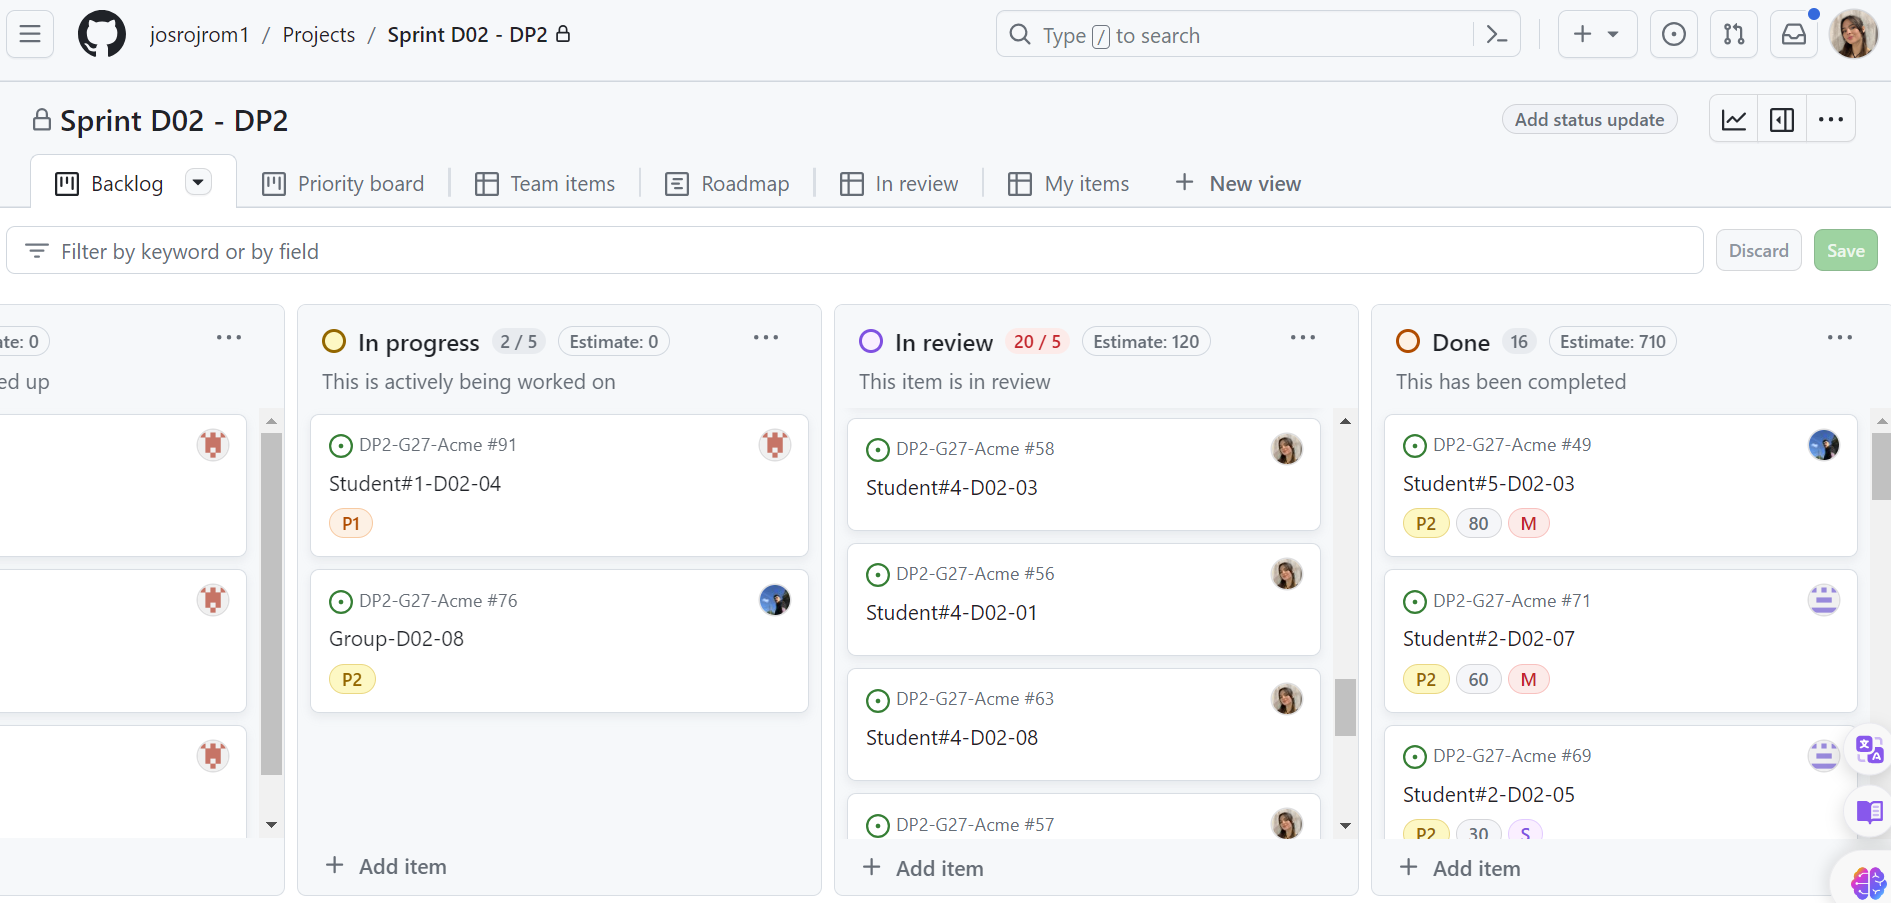 josrojrom1 / Projects / Sprint D02 - DP2
Type / to search
Sprint D02 - DP2
Add status update
Backlog
Priority board
Team items
Roadmap
In review
My items
+ New view
Filter by keyword or by field
Discard
Save
ate: 0
ed up
In progress 2 / 5 Estimate: 0
This is actively being worked on
DP2-G27-Acme #91
Student#1-D02-04
P1
DP2-G27-Acme #76
Group-D02-08
P2
+ Add item
In review 20 / 5 Estimate: 120
This item is in review
DP2-G27-Acme #58
Student#4-D02-03
DP2-G27-Acme #56
Student#4-D02-01
DP2-G27-Acme #63
Student#4-D02-08
DP2-G27-Acme #57
+ Add item
Done 16 Estimate: 710
This has been completed
DP2-G27-Acme #49
Student#5-D02-03
P2 80 M
DP2-G27-Acme #71
Student#2-D02-07
P2 60 M
DP2-G27-Acme #69
Student#2-D02-05
P2 30 S
+ Add item